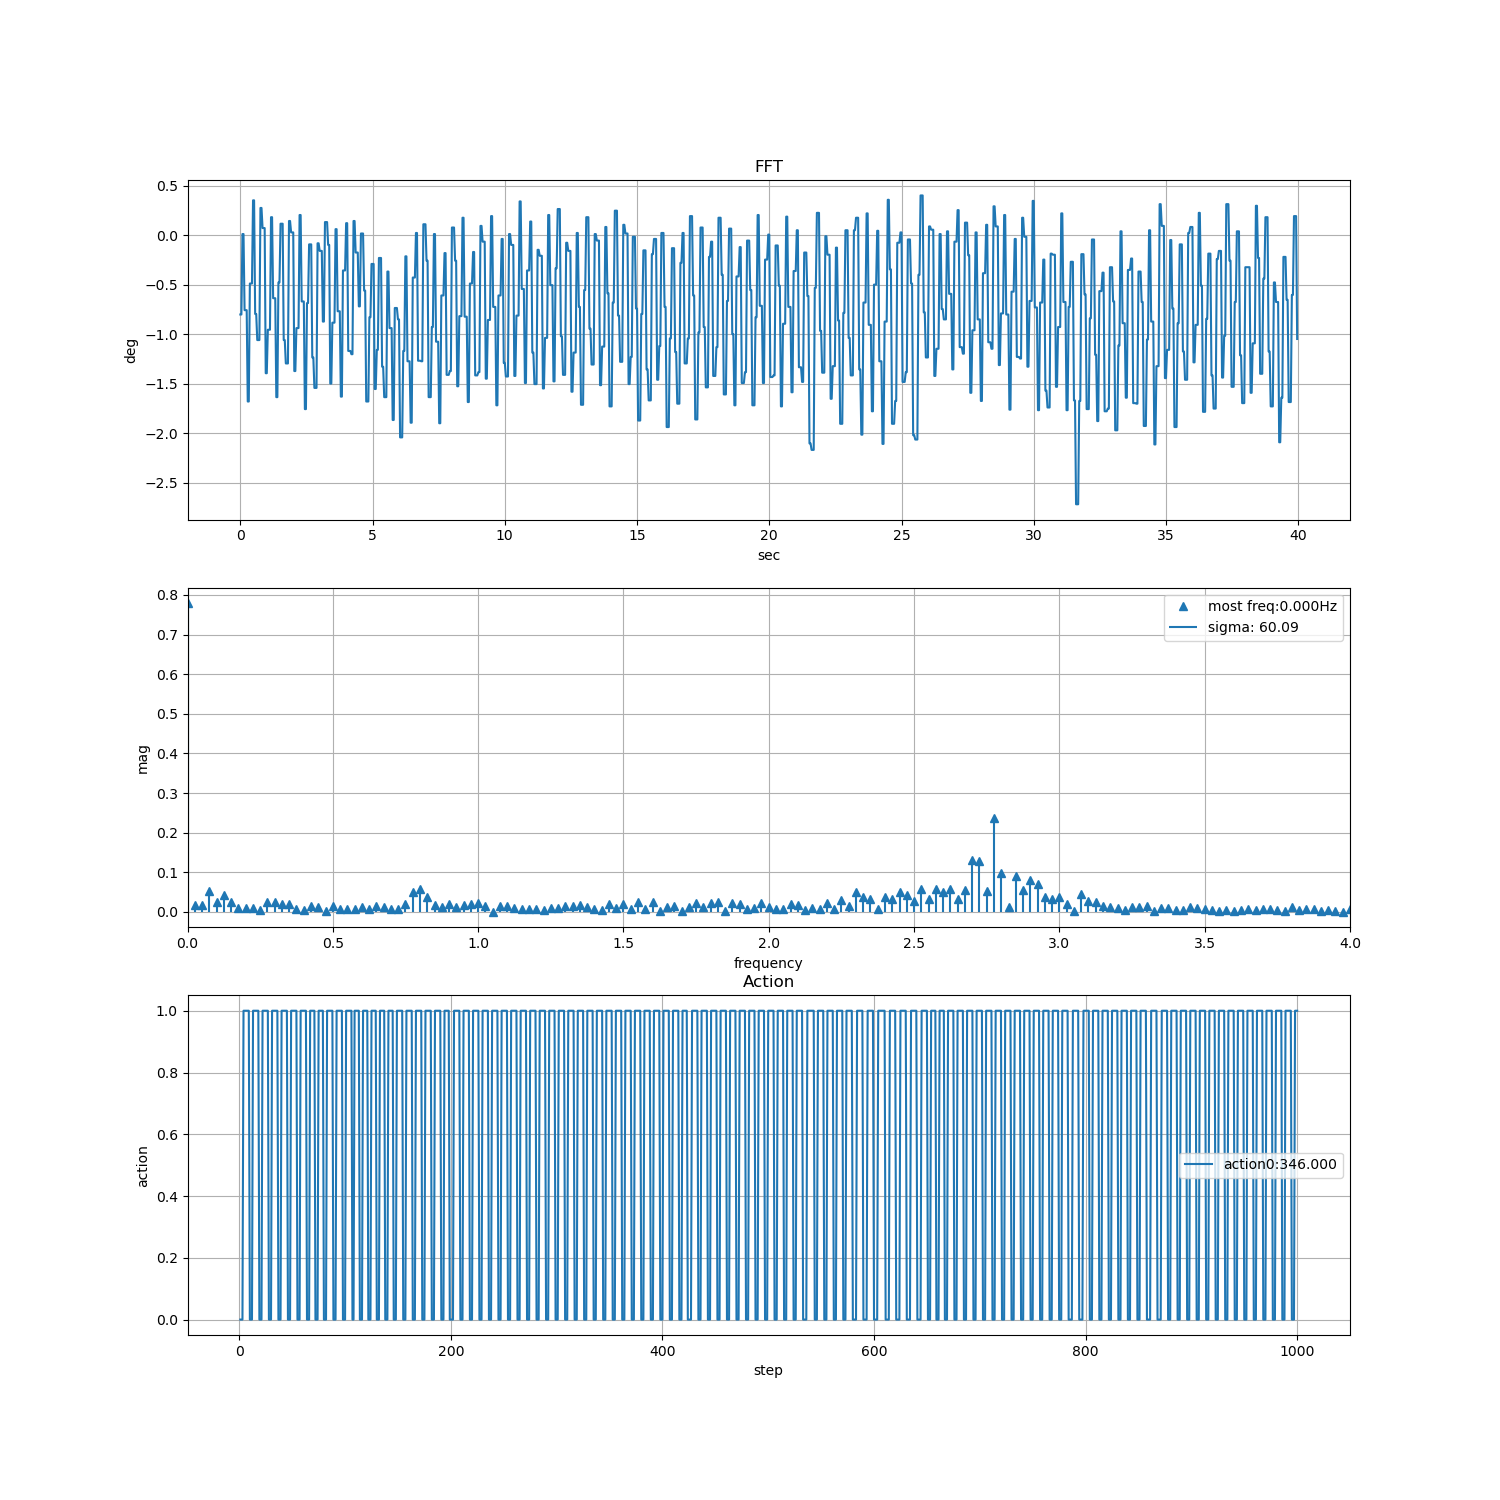 FFT
0.5
0.0
−0.5
−1.0
−1.5
−2.0
−2.5
deg
0 5 10 15 20 25 30 35 40
sec
0.8
0.7
0.6
0.5
0.4
0.3
0.2
0.1
0.0
mag
most freq:0.000Hz
sigma: 60.09
0.0 0.5 1.0 1.5 2.0 2.5 3.0 3.5 4.0
frequency
Action
1.0
0.8
0.6
0.4
0.2
0.0
action
action0:346.000
0 200 400 600 800 1000
step